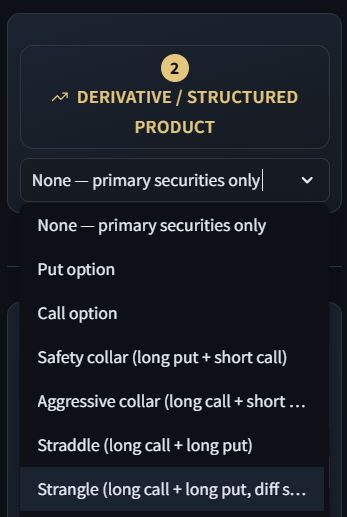 2
DERIVATIVE / STRUCTURED
PRODUCT
None — primary securities only
None — primary securities only
Put option
Call option
Safety collar (long put + short call)
Aggressive collar (long call + short ...
Straddle (long call + long put)
Strangle (long call + long put, diff s...